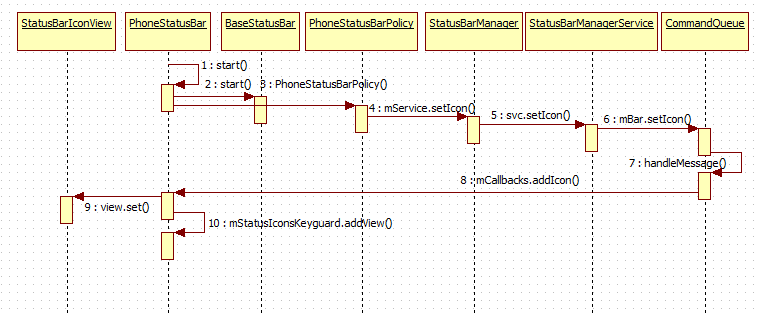 StatusBarIconView
PhoneStatusBar
BaseStatusBar
PhoneStatusBarPolicy
StatusBarManager
StatusBarManagerService
CommandQueue
1 : start()
2 : start()
3 : PhoneStatusBarPolicy()
4 : mService.setIcon()
5 : svc.setIcon()
6 : mBar.setIcon()
7 : handleMessage()
8 : mCallbacks.addIcon()
9 : view.set()
10 : mStatusIconsKeyguard.addView()